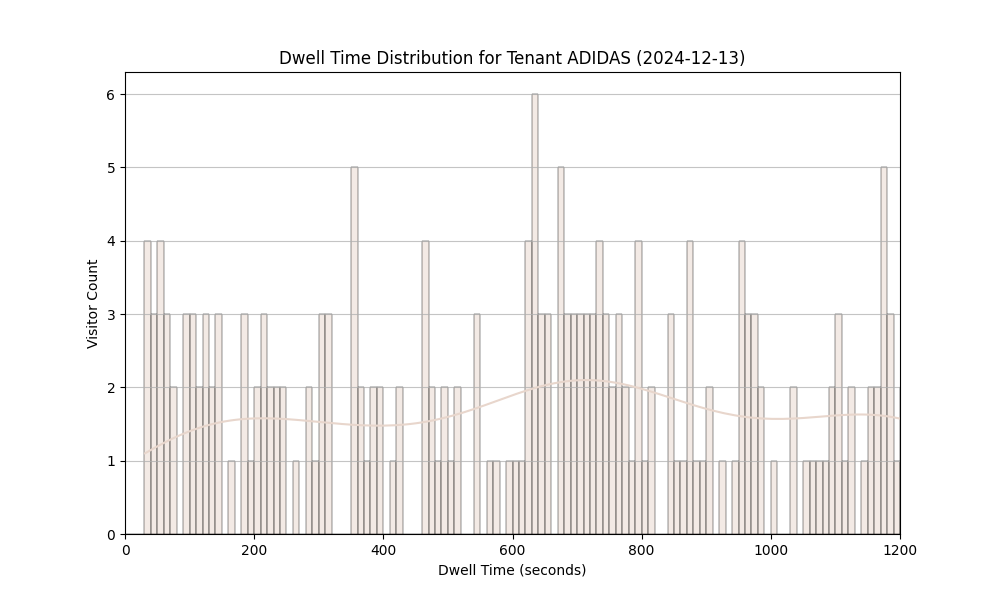 Dwell Time Distribution for Tenant ADIDAS (2024-12-13)
6
5
4
3
2
1
0
Visitor Count
0 200 400 600 800 1000 1200
Dwell Time (seconds)